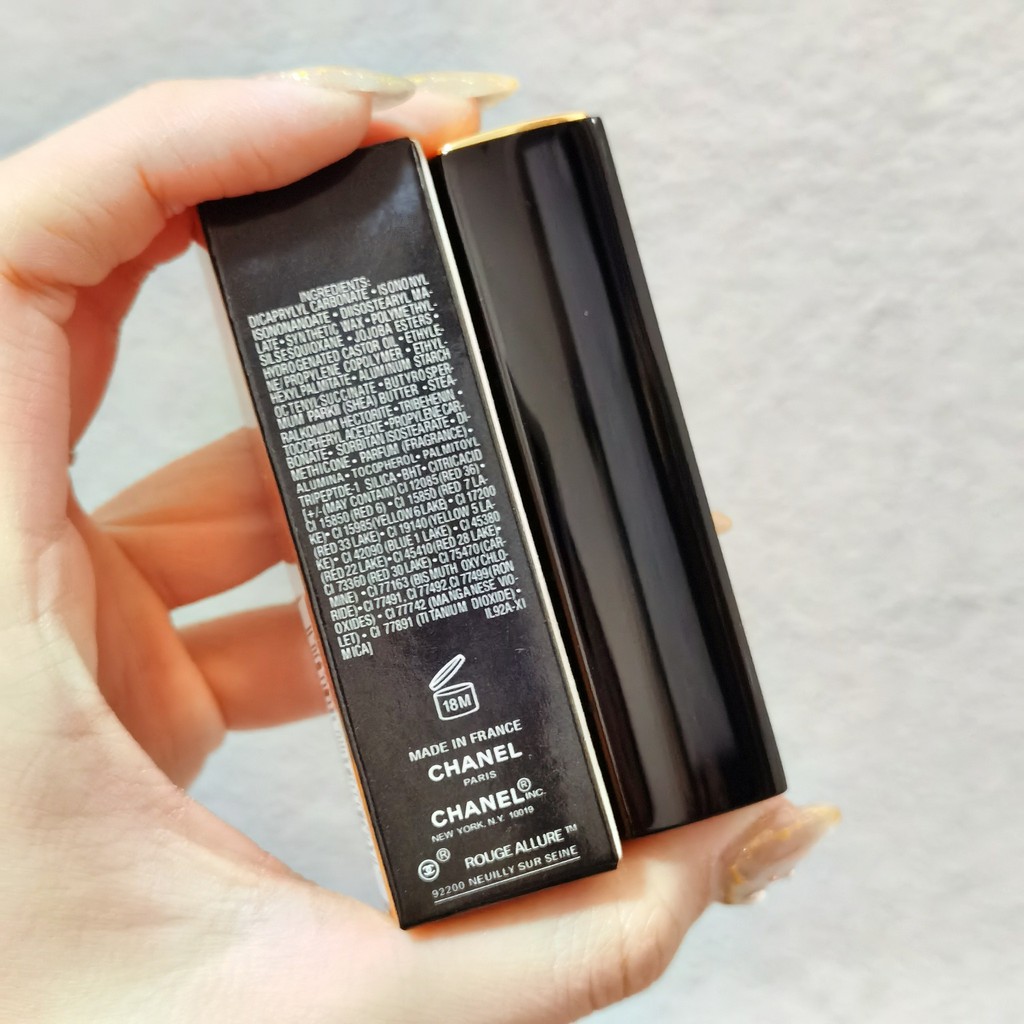 INGREDIENTS:
DICAPRYLYL CARBONATE • ISONONYL
ISONONANOATE • DIISOSTEARYL MA-
LATE • SYNTHETIC WAX • POLYMETHYL-
SILSESQUIOXANE • JOJOBA ESTERS •
HYDROGENATED CASTOR OIL • ETHYLE-
NE/PROPYLENE COPOLYMER • ETHYL-
HEXYL PALMITATE • ALUMINUM STARCH
OCTENYLSUCCINATE • BUTYROSPER-
MUM PARKII (SHEA) BUTTER • STEA-
RALKONIUM HECTORITE • TRIBEHENIN •
TOCOPHERYL ACETATE • PROPYLENE CAR-
BONATE • SORBITAN ISOSTEARATE • DI-
METHICONE • PARFUM (FRAGRANCE) •
ALUMINA • TOCOPHEROL • PALMITOYL
TRIPEPTIDE-1 SILICA • BHT • CITRIC ACID
[+/-(MAY CONTAIN) CI 12085 (RED 36) •
CI 15850 (RED 6) • CI 15850 (RED 7 LA-
KE) • CI 15985 (YELLOW 6 LAKE) • CI 17200
(RED 33 LAKE) • CI 19140 (YELLOW 5 LA-
KE) • CI 42090 (BLUE 1 LAKE) • CI 45380
(RED 22 LAKE) • CI 45410 (RED 28 LAKE) •
CI 73360 (RED 30 LAKE) • CI 75470 (CAR-
MINE) • CI 77163 (BISMUTH OXYCHLO-
RIDE) • CI 77491, CI 77492, CI 77499 (IRON
OXIDES) • CI 77742 (MANGANESE VIO-
LET) • CI 77891 (TITANIUM DIOXIDE) •
MICA] IL92A-XI
18M
MADE IN FRANCE
CHANEL
PARIS
CHANEL® INC.
NEW YORK, N.Y. 10019
® ROUGE ALLURE™
92200 NEUILLY SUR SEINE